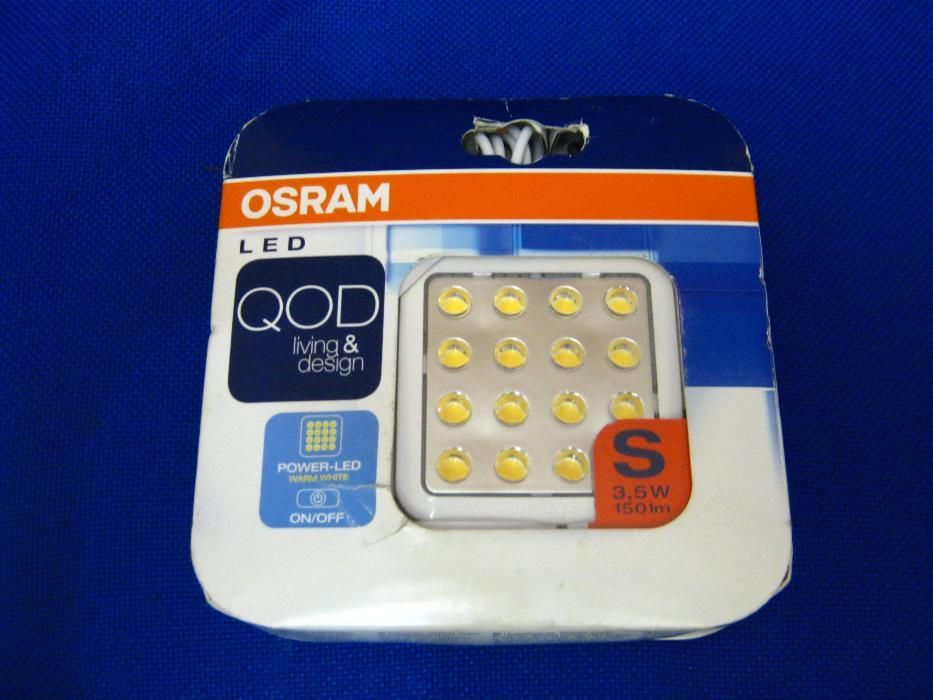 OSRAM
LED
QOD
living &
design
POWER-LED
WARM WHITE
ON/OFF
S
3,5W
150lm